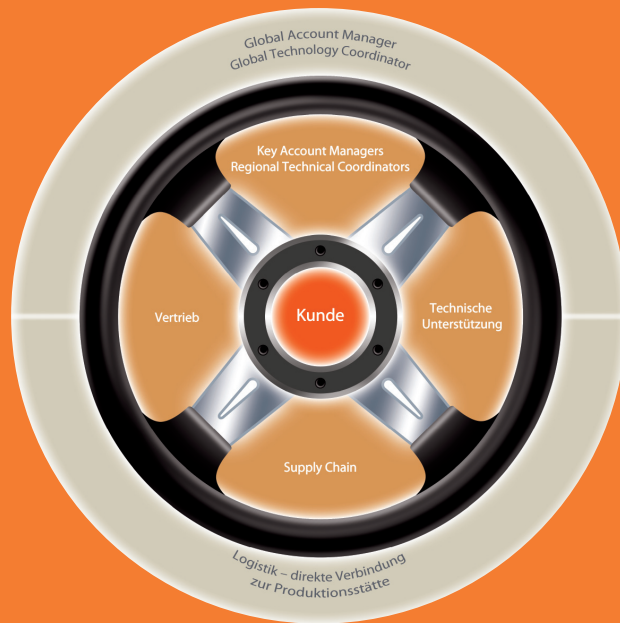 Global Account Manager
Global Technology Coordinator
Key Account Managers
Regional Technical Coordinators
Vertrieb
Kunde
Technische
Unterstützung
Supply Chain
Logistik – direkte Verbindung
zur Produktionsstätte